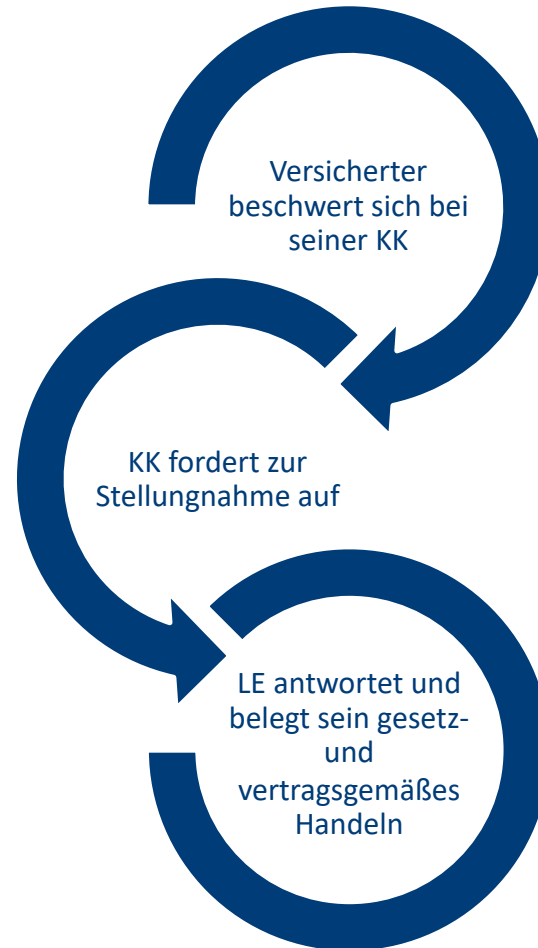 Versicherter
beschwert sich bei
seiner KK
KK fordert zur
Stellungnahme auf
LE antwortet und
belegt sein gesetz-
und
vertragsgemäßes
Handeln